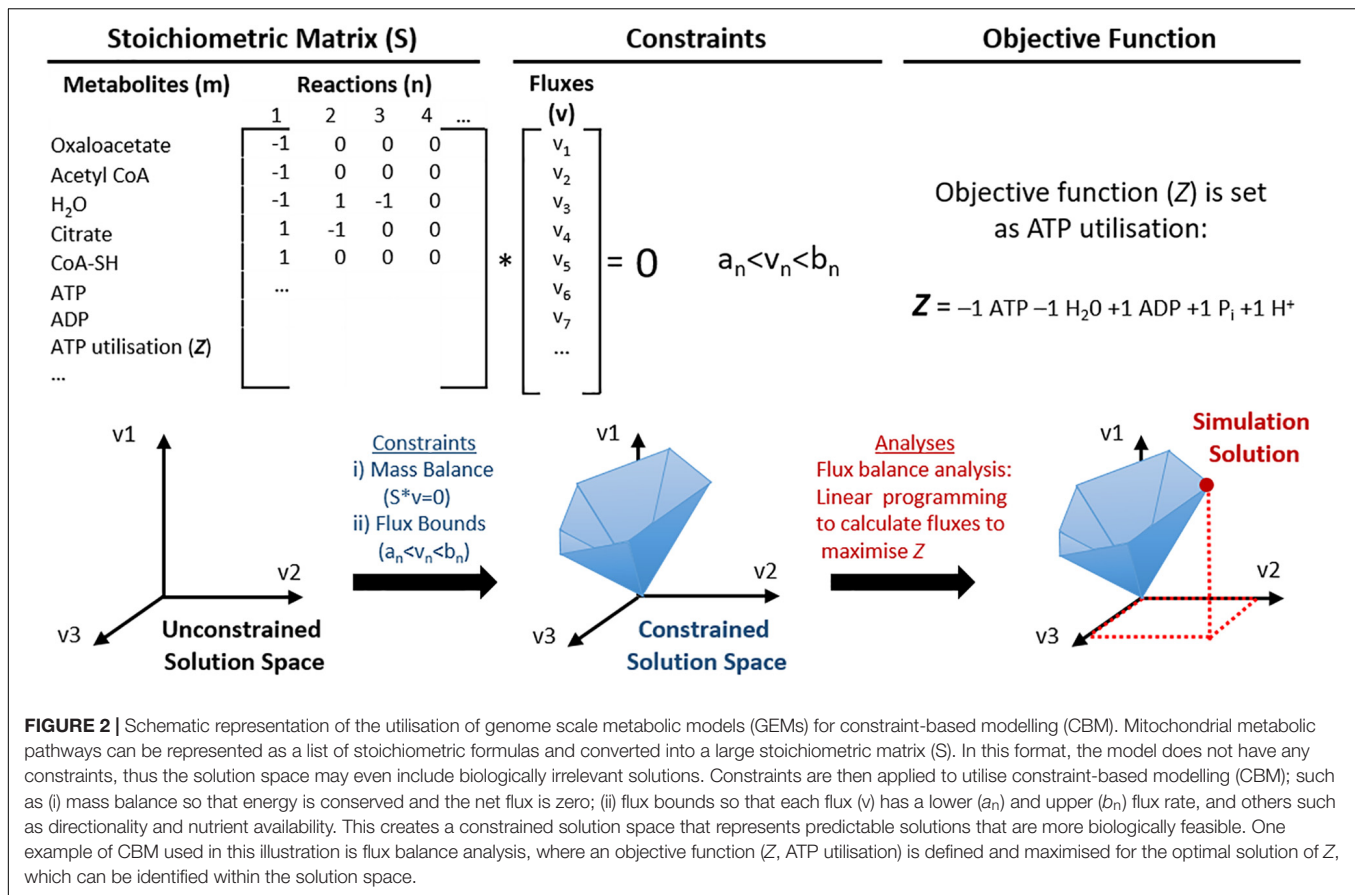 Stoichiometric Matrix (S)
Constraints
Objective Function
Metabolites (m)
Reactions (n)
Fluxes
(v)
1 2 3 4 ...
Oxaloacetate -1 0 0 0 v1
Acetyl CoA -1 0 0 0 v2
H2O -1 1 -1 0 v3
Citrate 1 -1 0 0 v4
CoA-SH 1 0 0 0 * v5 = 0 an<vn<bn
ATP ... v6
ADP v7
ATP utilisation (Z) ...
...
Objective function (Z) is set
as ATP utilisation:
Z = −1 ATP −1 H20 +1 ADP +1 Pi +1 H+
v1
v2
v3
Unconstrained
Solution Space
Constraints
i) Mass Balance
(S*v=0)
ii) Flux Bounds
(an<vn<bn)
v1
v2
v3
Constrained
Solution Space
Analyses
Flux balance analysis:
Linear programming
to calculate fluxes to
maximise Z
v1
Simulation
Solution
v2
v3
FIGURE 2 | Schematic representation of the utilisation of genome scale metabolic models (GEMs) for constraint-based modelling (CBM). Mitochondrial metabolic
pathways can be represented as a list of stoichiometric formulas and converted into a large stoichiometric matrix (S). In this format, the model does not have any
constraints, thus the solution space may even include biologically irrelevant solutions. Constraints are then applied to utilise constraint-based modelling (CBM); such
as (i) mass balance so that energy is conserved and the net flux is zero; (ii) flux bounds so that each flux (v) has a lower (an) and upper (bn) flux rate, and others such
as directionality and nutrient availability. This creates a constrained solution space that represents predictable solutions that are more biologically feasible. One
example of CBM used in this illustration is flux balance analysis, where an objective function (Z, ATP utilisation) is defined and maximised for the optimal solution of Z,
which can be identified within the solution space.